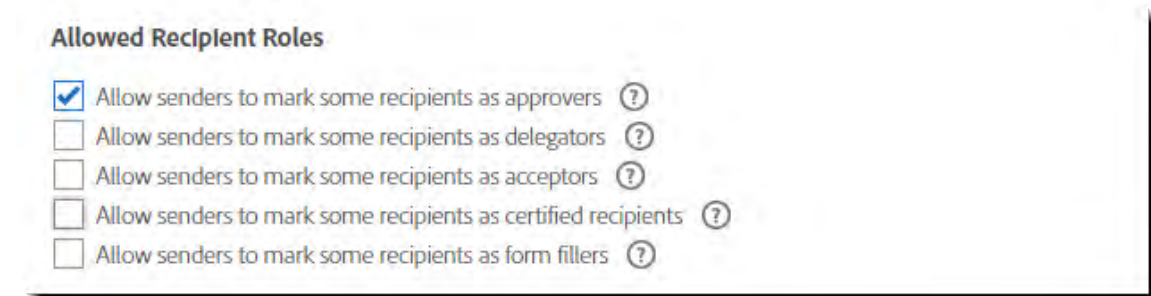 Allowed Recipient Roles
Allow senders to mark some recipients as approvers ?
Allow senders to mark some recipients as delegators ?
Allow senders to mark some recipients as acceptors ?
Allow senders to mark some recipients as certified recipients ?
Allow senders to mark some recipients as form fillers ?